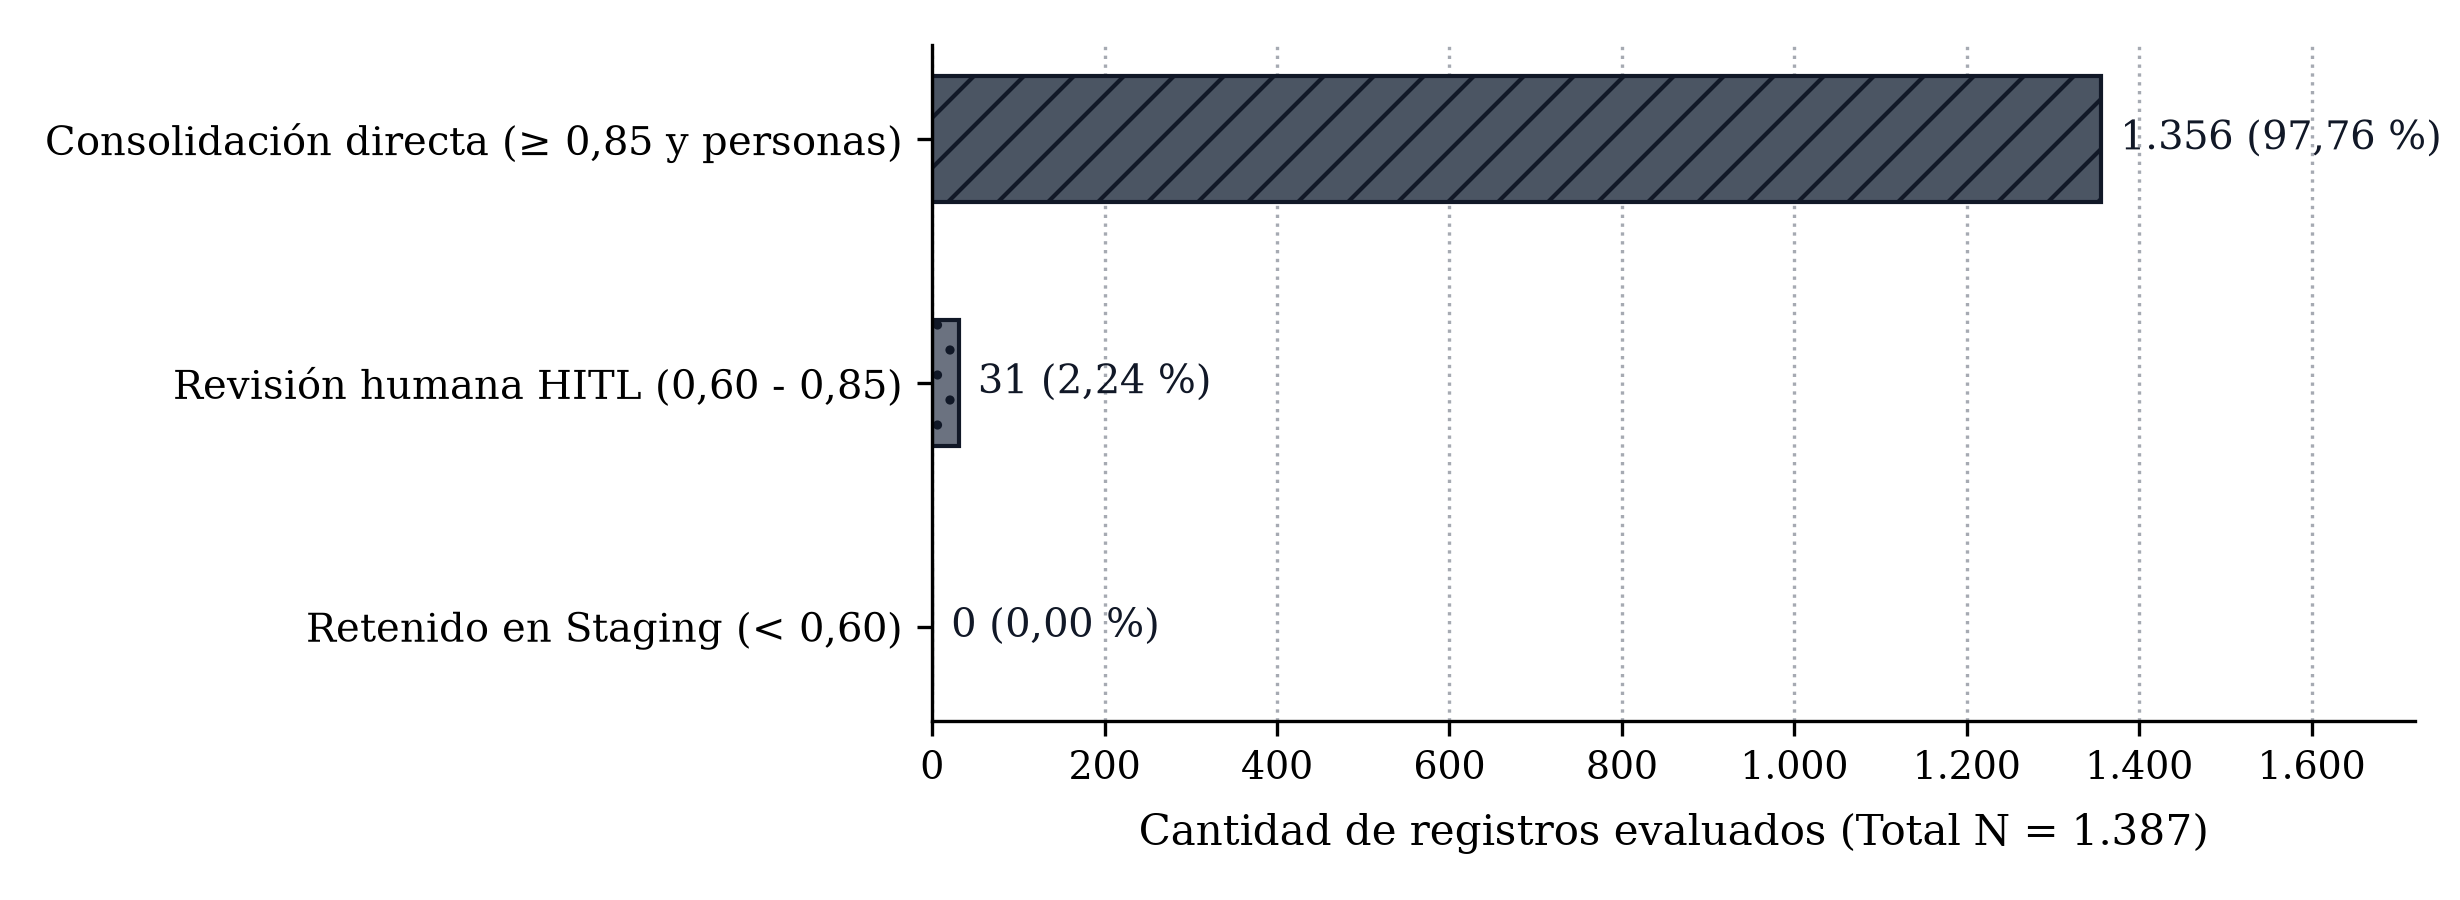 Consolidación directa (≥ 0,85 y personas)
1.356 (97,76 %)
Revisión humana HITL (0,60 - 0,85)
31 (2,24 %)
Retenido en Staging (< 0,60)
0 (0,00 %)
0 200 400 600 800 1.000 1.200 1.400 1.600
Cantidad de registros evaluados (Total N = 1.387)